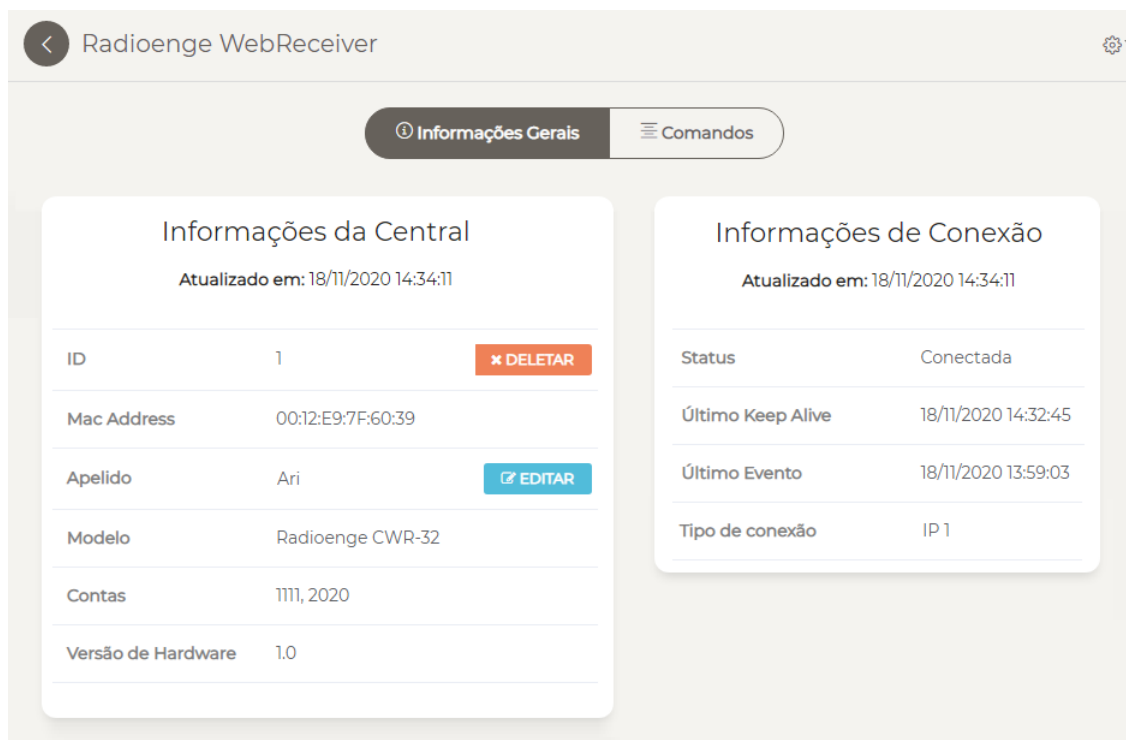 Radioenge WebReceiver
Informações Gerais
Comandos
Informações da Central
Atualizado em: 18/11/2020 14:34:11
ID 1 DELETAR
Mac Address 00:12:E9:7F:60:39
Apelido Ari EDITAR
Modelo Radioenge CWR-32
Contas 1111, 2020
Versão de Hardware 1.0
Informações de Conexão
Atualizado em: 18/11/2020 14:34:11
Status Conectada
Último Keep Alive 18/11/2020 14:32:45
Último Evento 18/11/2020 13:59:03
Tipo de conexão IP 1